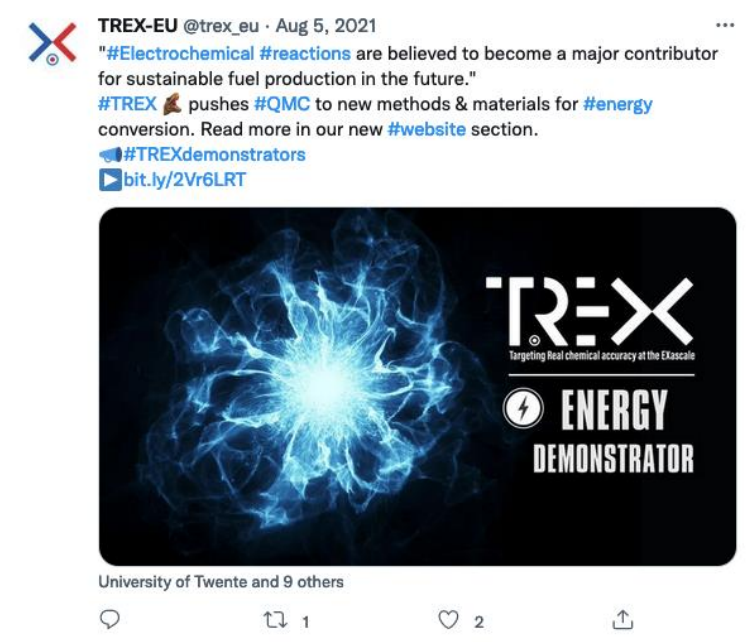 TREX-EU @trex_eu · Aug 5, 2021
"#Electrochemical #reactions are believed to become a major contributor
for sustainable fuel production in the future."
#TREX 🦖 pushes #QMC to new methods & materials for #energy
conversion. Read more in our new #website section.
📣#TREXdemonstrators
▶️bit.ly/2Vr6LRT
TREX
Targeting Real chemical accuracy at the EXascale
ENERGY
DEMONSTRATOR
University of Twente and 9 others
1 2